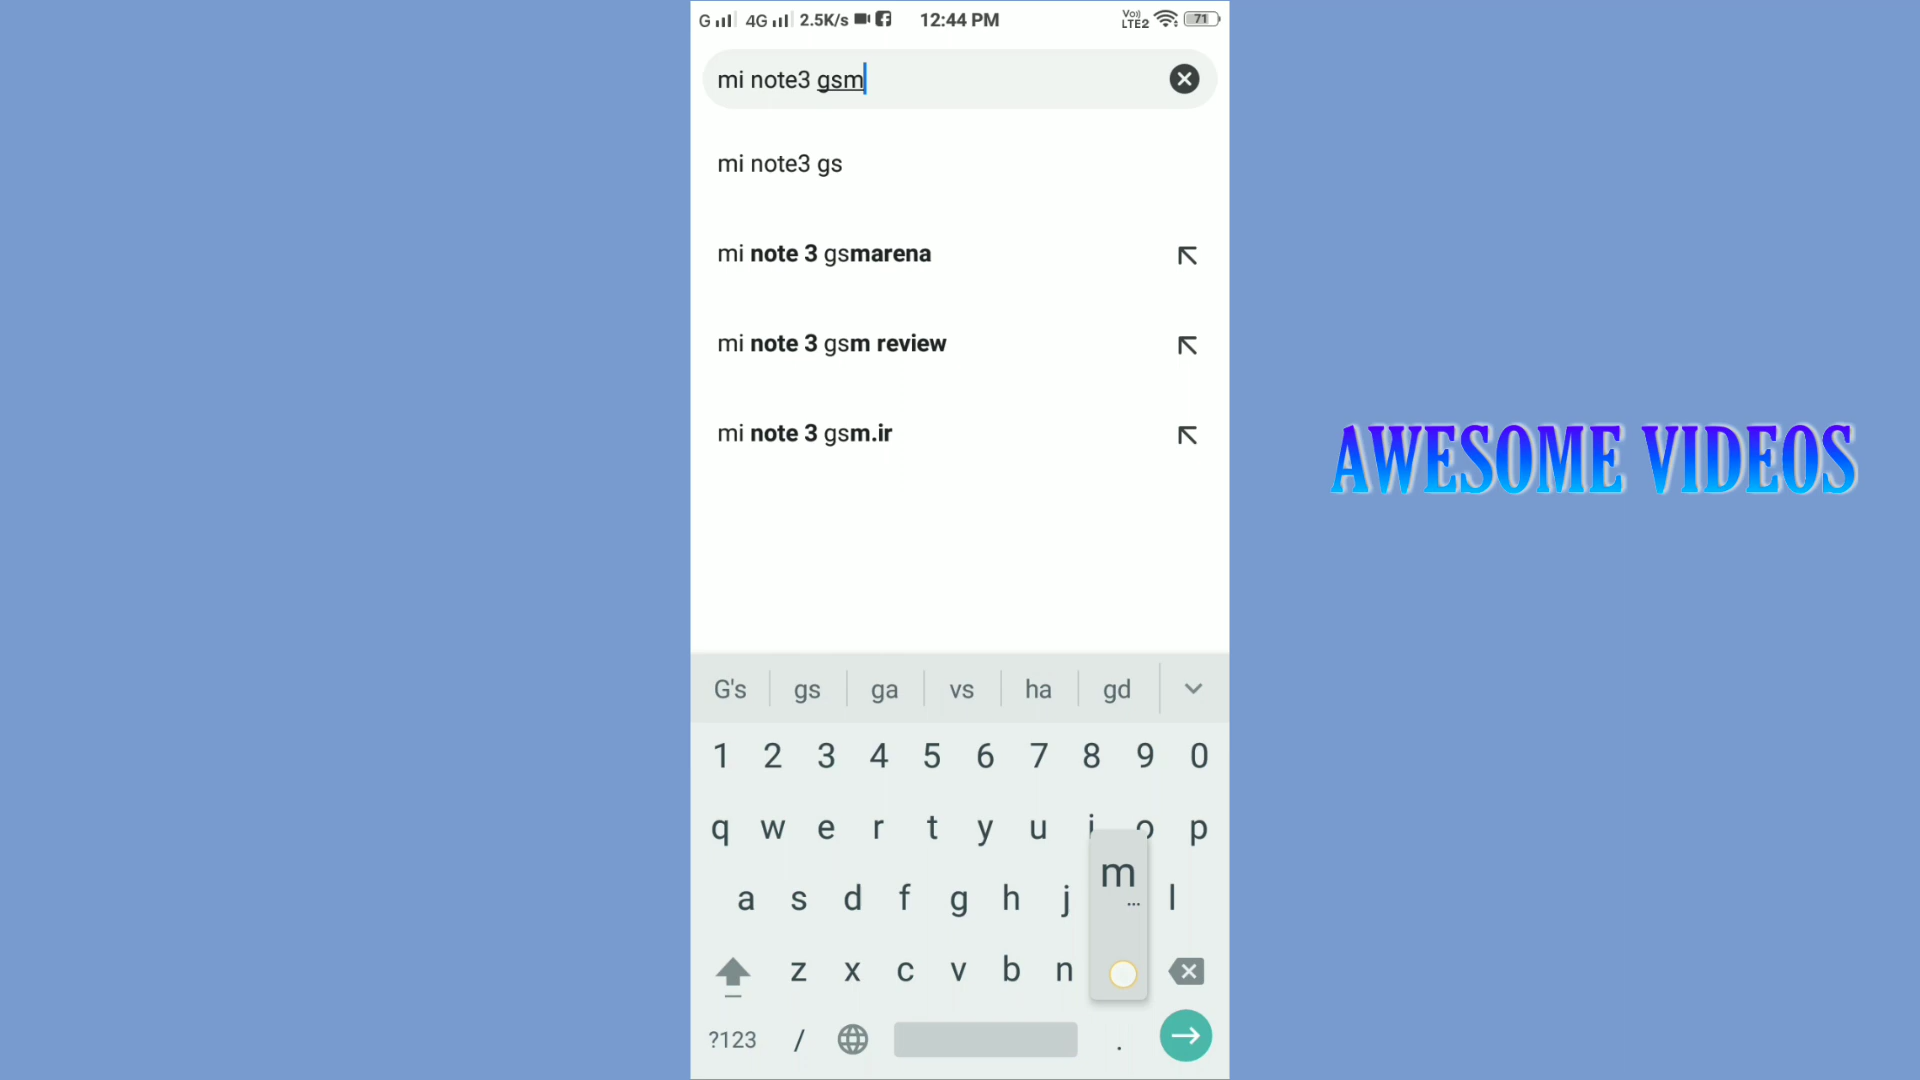 G 4G 2.5K/s 12:44 PM Vo)) LTE2 71
mi note3 gsm
mi note3 gs
mi note 3 gsmarena
mi note 3 gsm review
mi note 3 gsm.ir
AWESOME VIDEOS
G's gs ga vs ha gd
1 2 3 4 5 6 7 8 9 0
q w e r t y u i o p
a s d f g h j l
m
...
z x c v b n
?123 / .